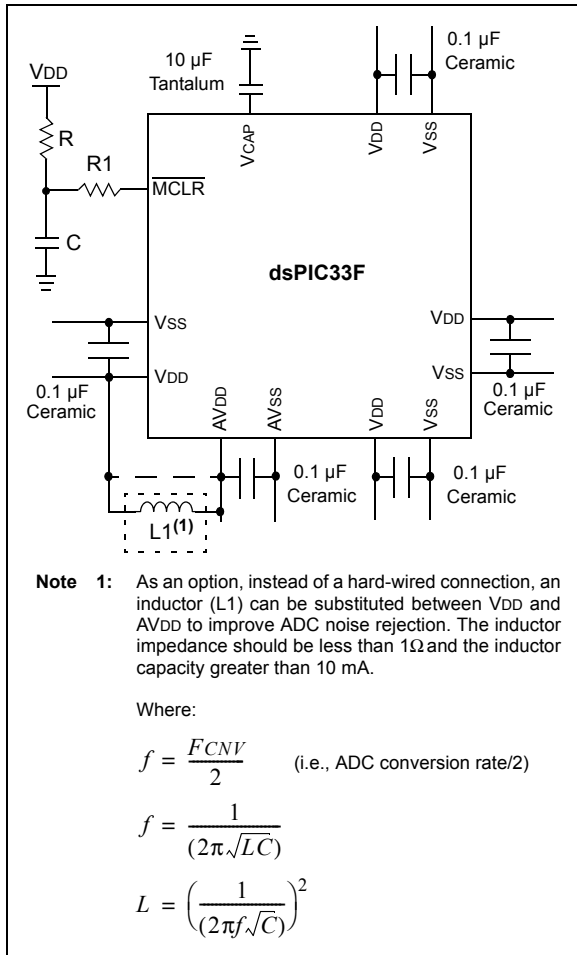 10 µF
Tantalum
0.1 µF
Ceramic
VDD
R
R1
C
VCAP
VDD
VSS
MCLR
dsPIC33F
VSS
VDD
VDD
VSS
0.1 µF
Ceramic
AVDD
AVSS
VDD
VSS
0.1 µF
Ceramic
0.1 µF
Ceramic
0.1 µF
Ceramic
L1(1)
Note 1: As an option, instead of a hard-wired connection, an
inductor (L1) can be substituted between VDD and
AVDD to improve ADC noise rejection. The inductor
impedance should be less than 1Ω and the inductor
capacity greater than 10 mA.
Where:
f = FCNV / 2 (i.e., ADC conversion rate/2)
f = 1 / (2π√LC)
L = (1 / (2πf√C))²